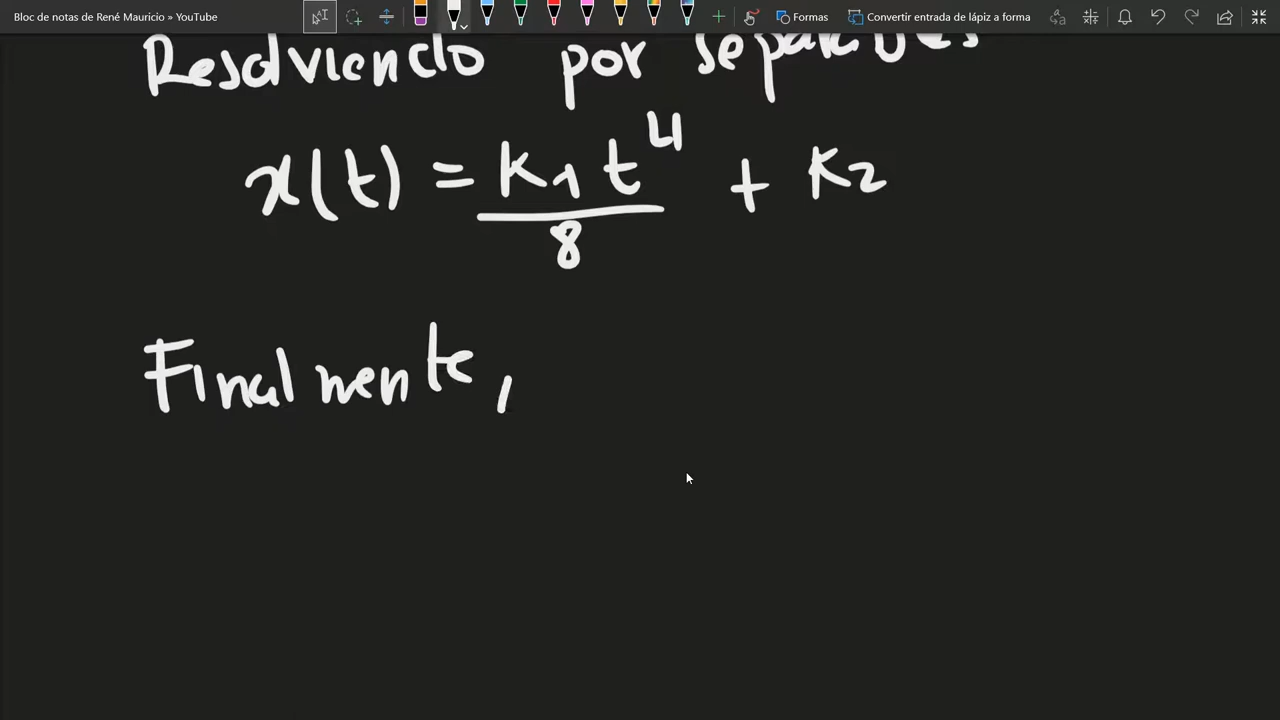 Bloc de notas de René Mauricio » YouTube
Formas
Convertir entrada de lápiz a forma
Resolviendo por separables
x(t) = k1 t^4 / 8 + k2
Finalmente,